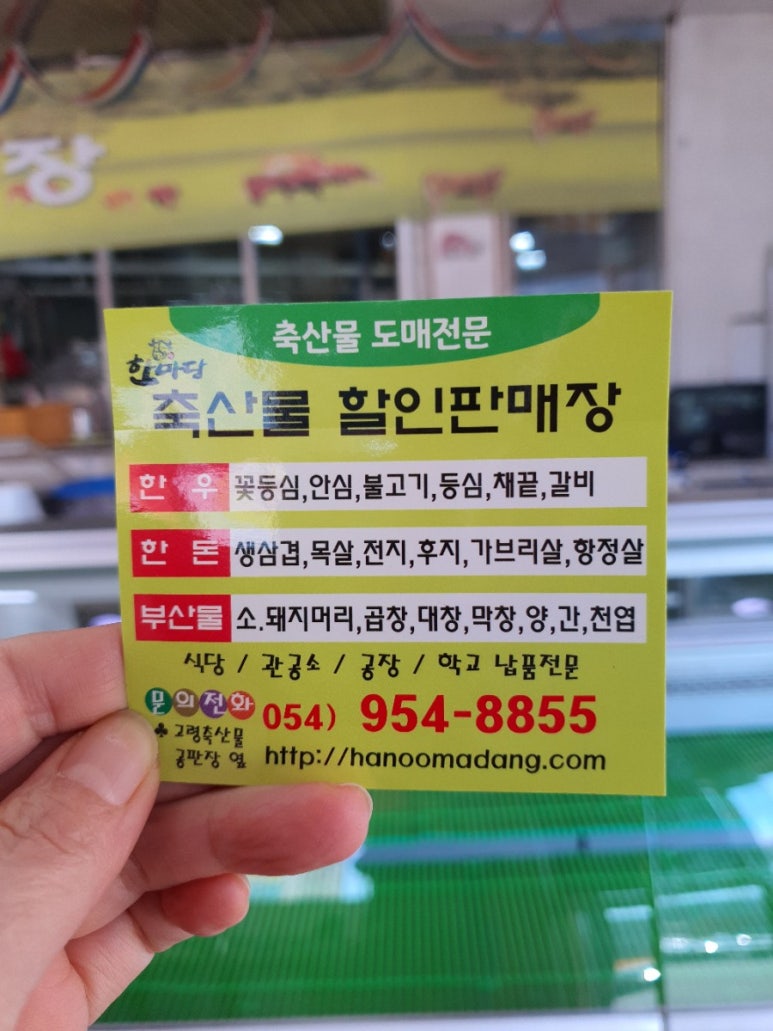 장
축산물 도매전문
한마당
축산물 할인판매장
한우 꽃등심,안심,불고기,등심,채끝,갈비
한돈 생삼겹,목살,전지,후지,가브리살,항정살
부산물 소.돼지머리,곱창,대창,막창,양,간,천엽
식당 / 관공소 / 공장 / 학교 납품전문
문의전화 054) 954-8855
♣ 고령축산물
공판장 옆
http://hanoomadang.com